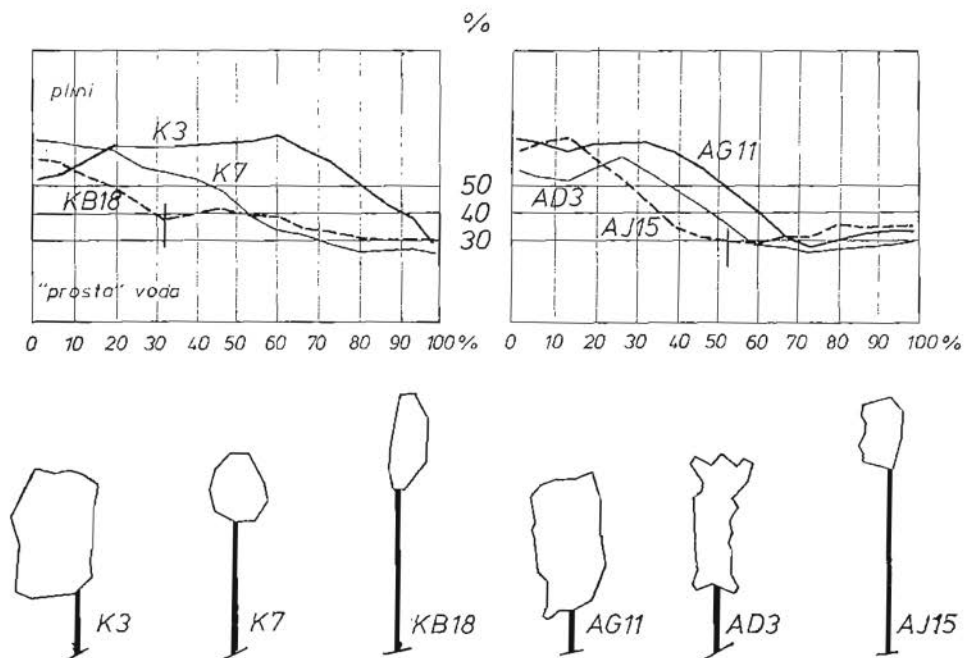 %
plini
K3
K7
KB18
"prosta" voda
50
40
30
AG11
AD3
AJ15
0 10 20 30 40 50 60 70 80 90 100 %
0 10 20 30 40 50 60 70 80 90 100 %
K3 K7 KB18 AG11 AD3 AJ15